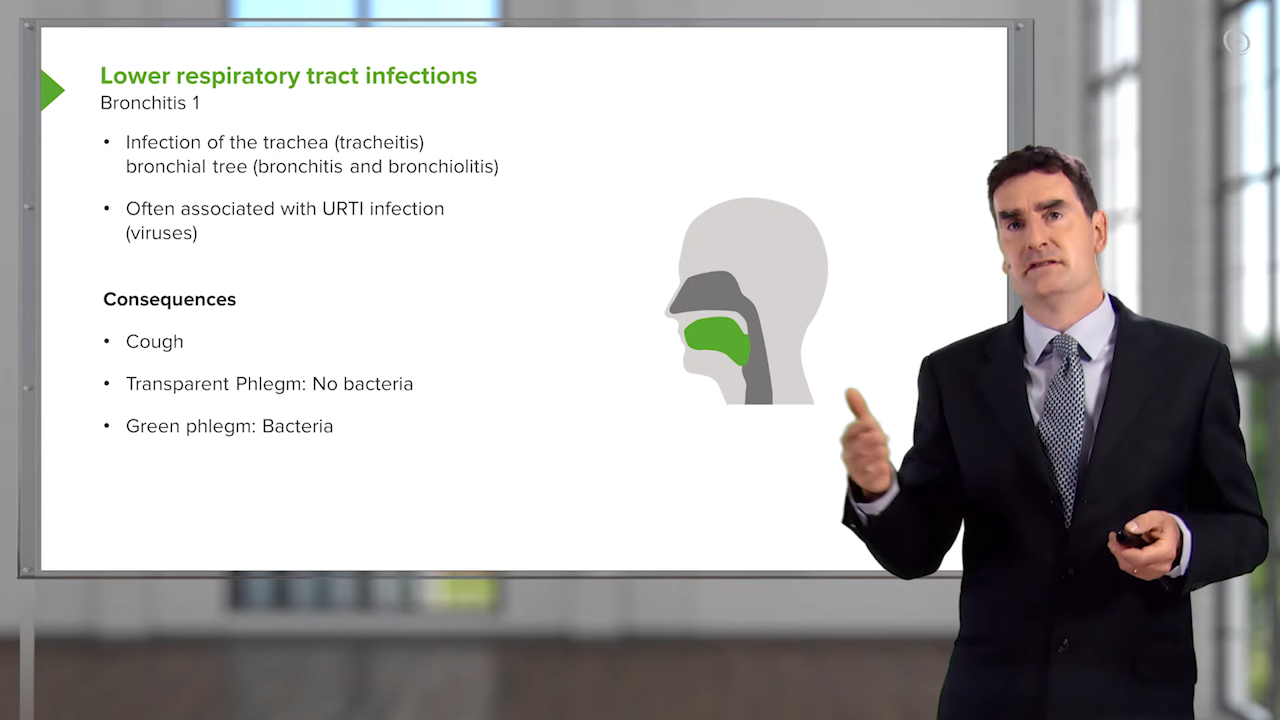 Lower respiratory tract infections
Bronchitis 1
• Infection of the trachea (tracheitis)
bronchial tree (bronchitis and bronchiolitis)
• Often associated with URTI infection
(viruses)
Consequences
• Cough
• Transparent Phlegm: No bacteria
• Green phlegm: Bacteria